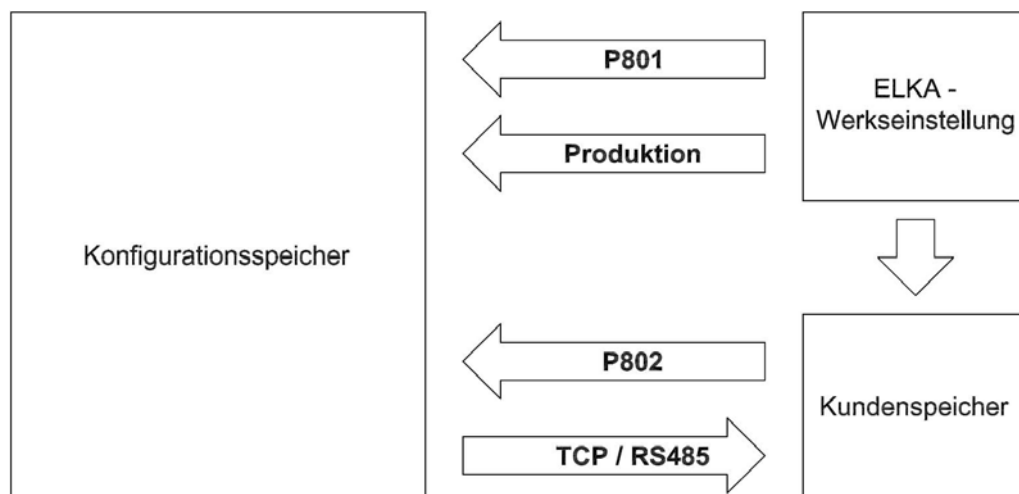 P801
ELKA -
Werkseinstellung
Produktion
Konfigurationsspeicher
P802
Kundenspeicher
TCP / RS485